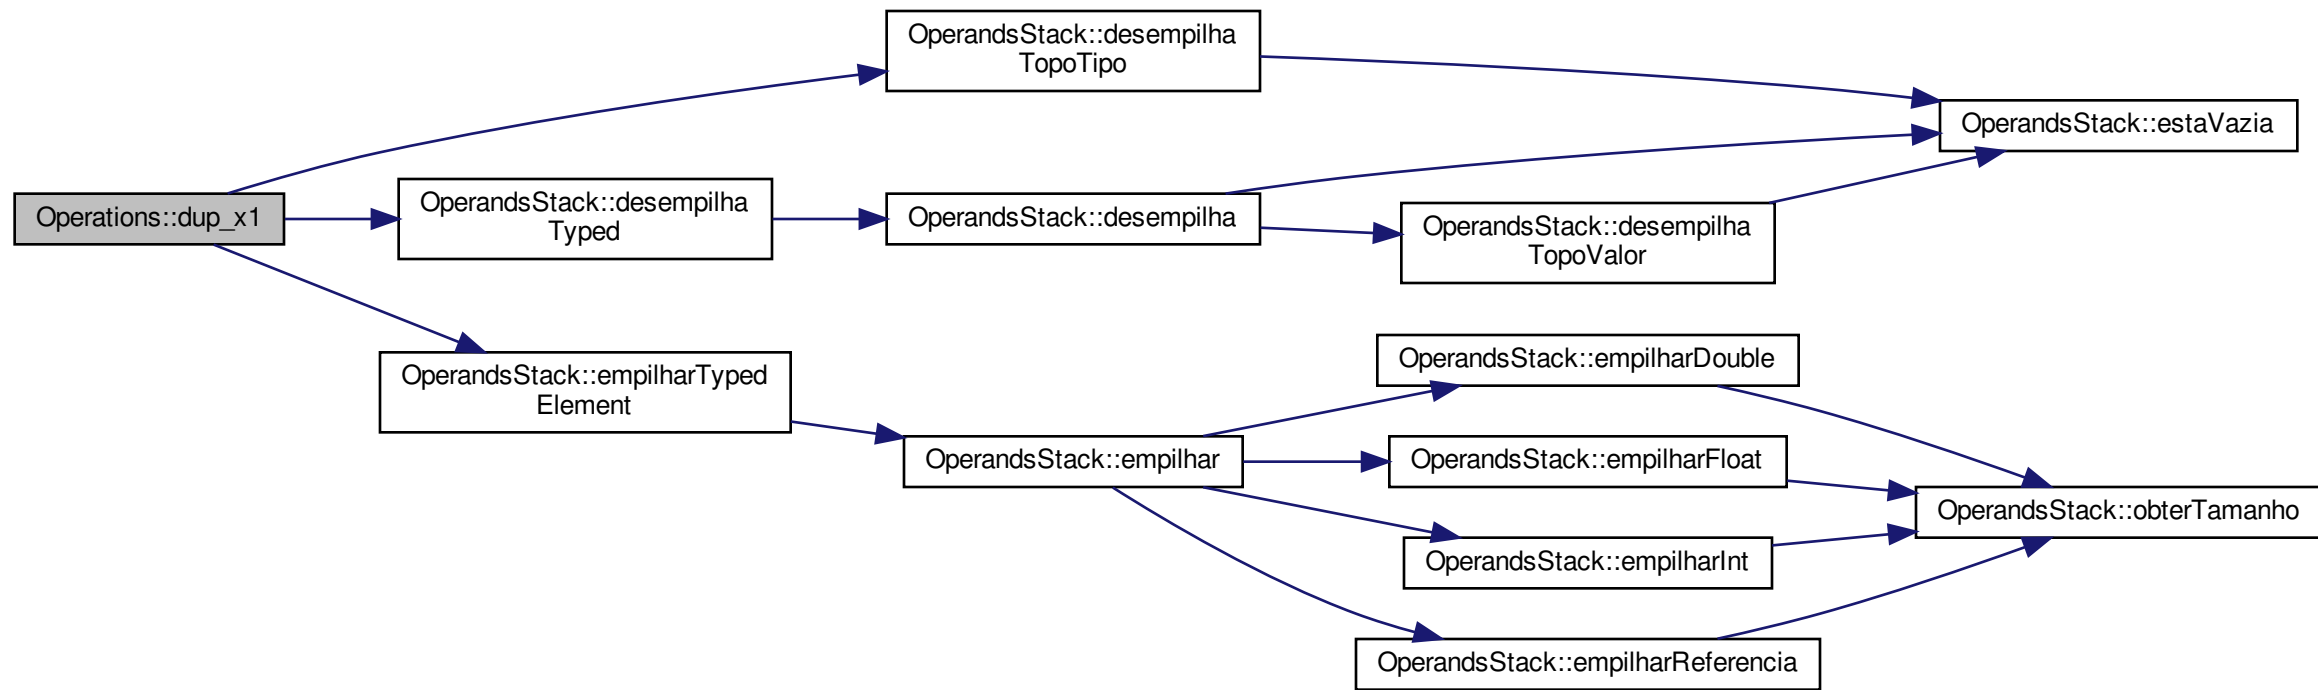 Operations::dup_x1
OperandsStack::desempilha
TopoTipo
OperandsStack::desempilha
Typed
OperandsStack::empilharTyped
Element
OperandsStack::desempilha
OperandsStack::empilhar
OperandsStack::estaVazia
OperandsStack::desempilha
TopoValor
OperandsStack::empilharDouble
OperandsStack::empilharFloat
OperandsStack::empilharInt
OperandsStack::empilharReferencia
OperandsStack::obterTamanho